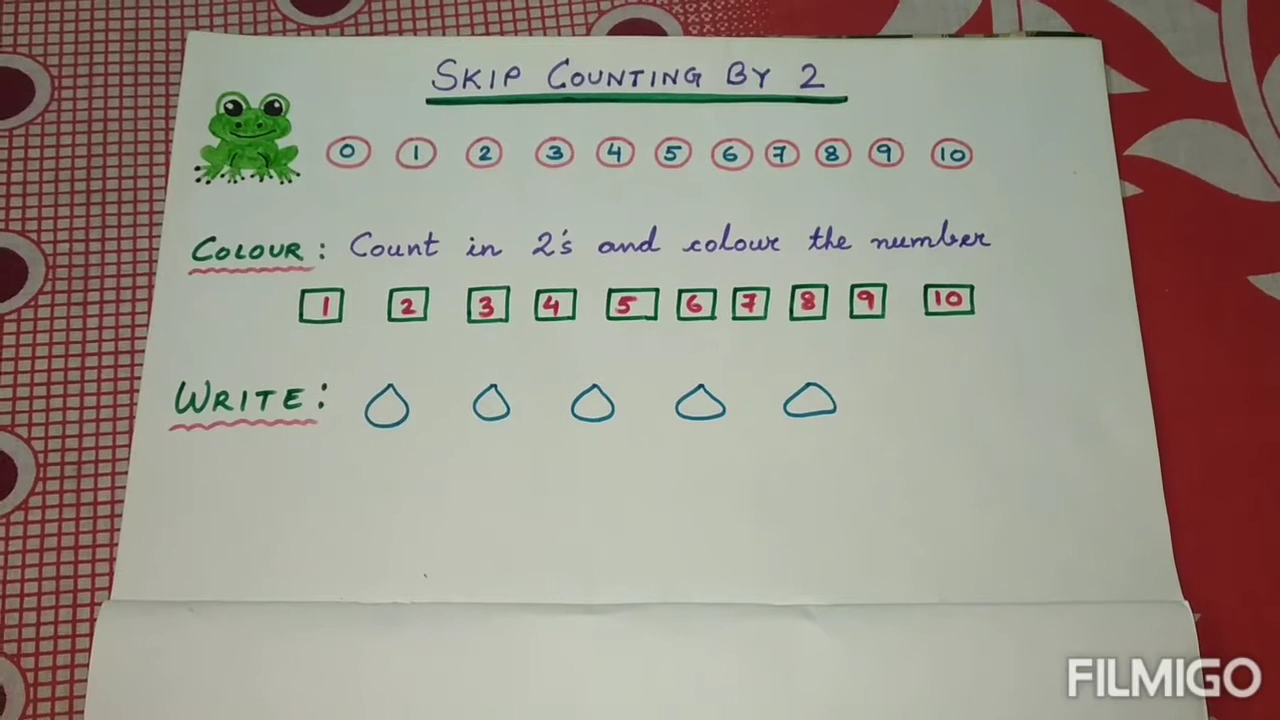 SKIP COUNTING BY 2
0 1 2 3 4 5 6 7 8 9 10
COLOUR: Count in 2's and colour the number
1 2 3 4 5 6 7 8 9 10
WRITE:
FILMIGO